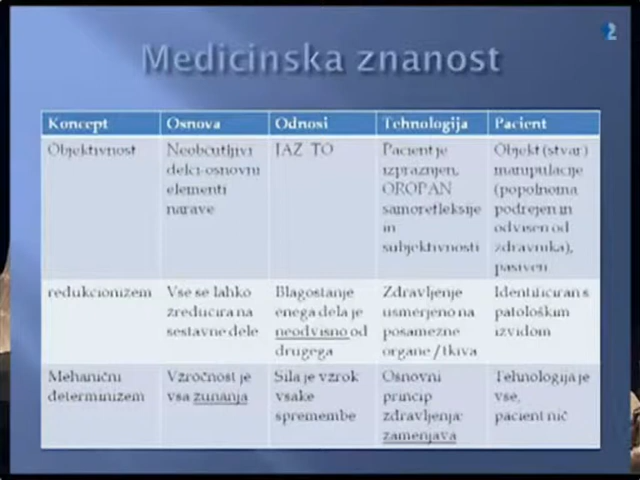 2
Medicinska znanost
Koncept Osnova Odnosi Tehnologija Pacient
Objektivnost
Neobčutljivi
delci-osnovni
elementi
narave
JAZ TO
Pacient je
izpraznjen,
OROPAN
samorefleksije
in
subjektivnosti
Objekt (stvar)
manipulacije
(popolnoma
podrejen in
odvisen od
zdravnika),
pasiven
redukcionizem
Vse se lahko
zreducira na
sestavne dele
Blagostanje
enega dela je
neodvisno od
drugega
Zdravljenje
usmerjeno na
posamezne
organe/tkiva
Identificiran s
patološkim
izvidom
Mehanični
determinizem
Vzročnost je
vsa zunanja
Sila je vzrok
vsake
spremembe
Osnovni
princip
zdravljenja:
zamenjava
Tehnologija je
vse,
pacient nič